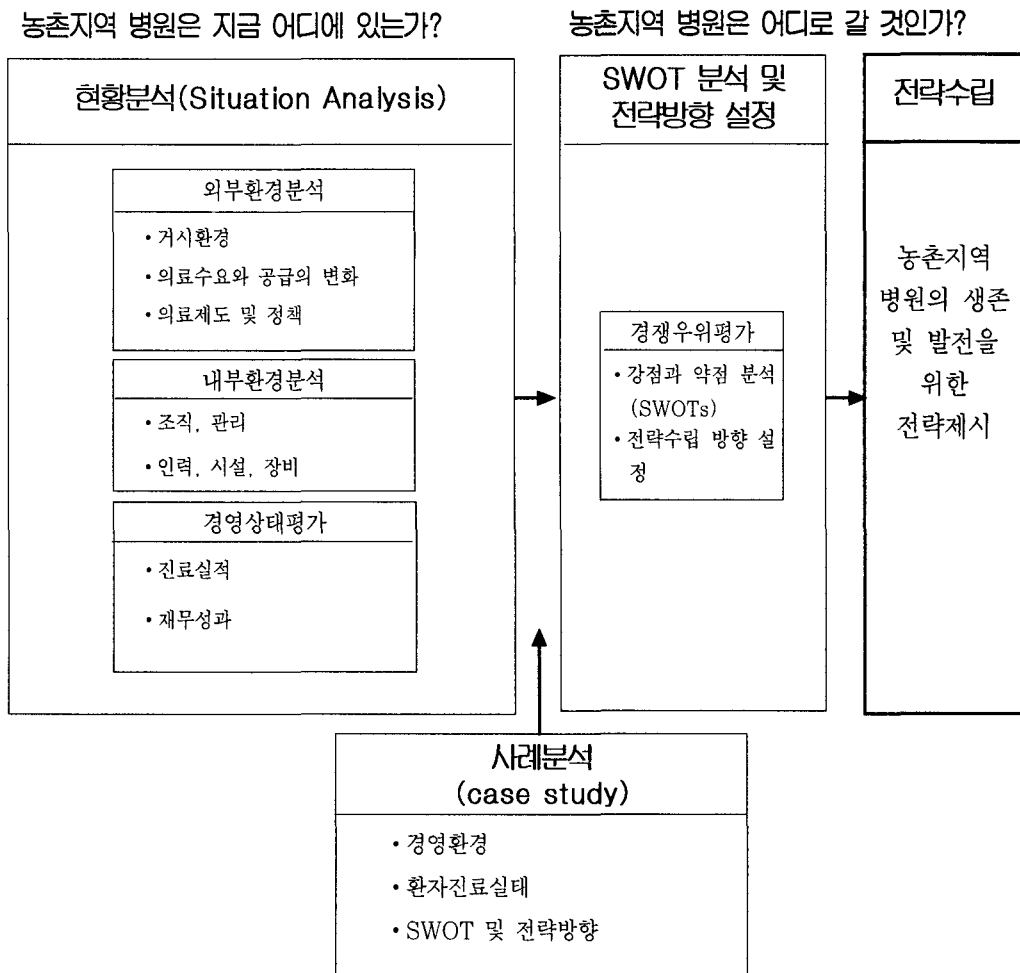 농촌지역 병원은 지금 어디에 있는가?
농촌지역 병원은 어디로 갈 것인가?
현황분석(Situation Analysis)
외부환경분석
• 거시환경
• 의료수요와 공급의 변화
• 의료제도 및 정책
내부환경분석
• 조직, 관리
• 인력, 시설, 장비
경영상태평가
• 진료실적
• 재무성과
SWOT 분석 및
전략방향 설정
경쟁우위평가
• 강점과 약점 분석
(SWOTs)
• 전략수립 방향 설
정
전략수립
농촌지역
병원의 생존
및 발전을
위한
전략제시
사례분석
(case study)
• 경영환경
• 환자진료실태
• SWOT 및 전략방향